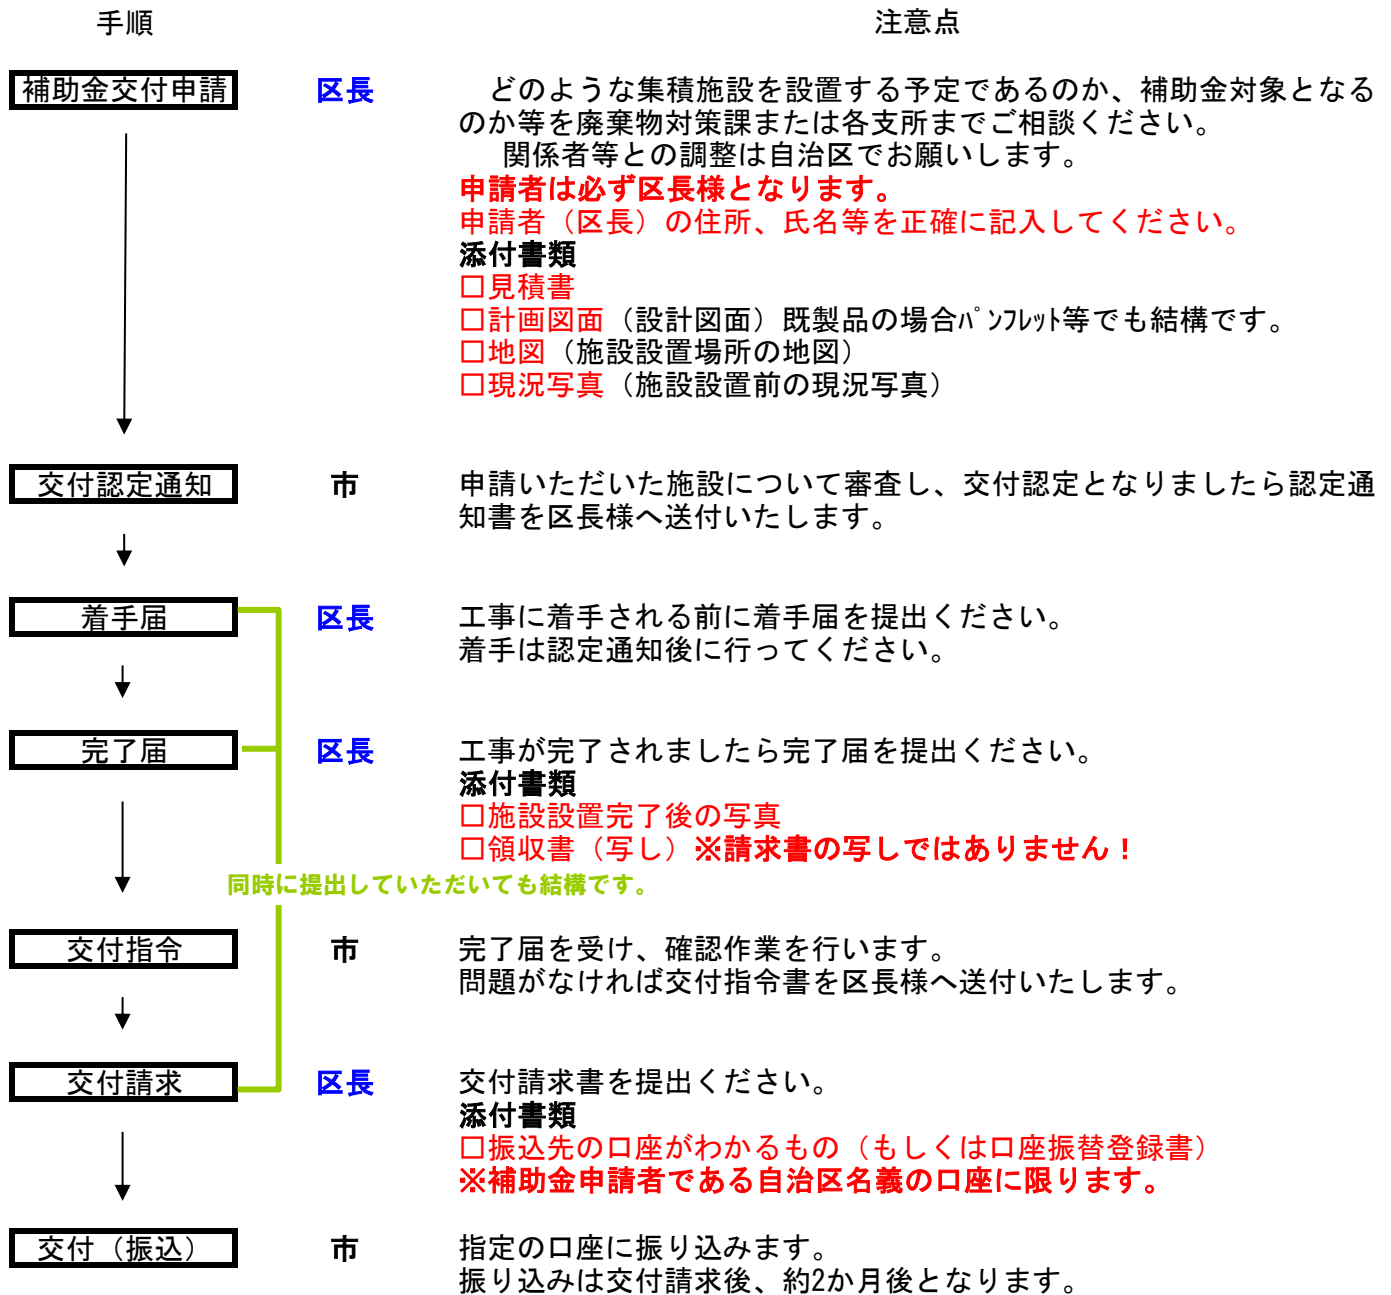 手順
注意点
補助金交付申請
区長
どのような集積施設を設置する予定であるのか、補助金対象となる
のか等を廃棄物対策課または各支所までご相談ください。
関係者等との調整は自治区でお願いします。
申請者は必ず区長様となります。
申請者（区長）の住所、氏名等を正確に記入してください。
添付書類
□見積書
□計画図面（設計図面）既製品の場合ﾊﾟﾝﾌﾚｯﾄ等でも結構です。
□地図（施設設置場所の地図）
□現況写真（施設設置前の現況写真）
交付認定通知
市
申請いただいた施設について審査し、交付認定となりましたら認定通
知書を区長様へ送付いたします。
着手届
区長
工事に着手される前に着手届を提出ください。
着手は認定通知後に行ってください。
完了届
区長
工事が完了されましたら完了届を提出ください。
添付書類
□施設設置完了後の写真
□領収書（写し）※請求書の写しではありません！
同時に提出していただいても結構です。
交付指令
市
完了届を受け、確認作業を行います。
問題がなければ交付指令書を区長様へ送付いたします。
交付請求
区長
交付請求書を提出ください。
添付書類
□振込先の口座がわかるもの（もしくは口座振替登録書）
※補助金申請者である自治区名義の口座に限ります。
交付（振込）
市
指定の口座に振り込みます。
振り込みは交付請求後、約2か月後となります。